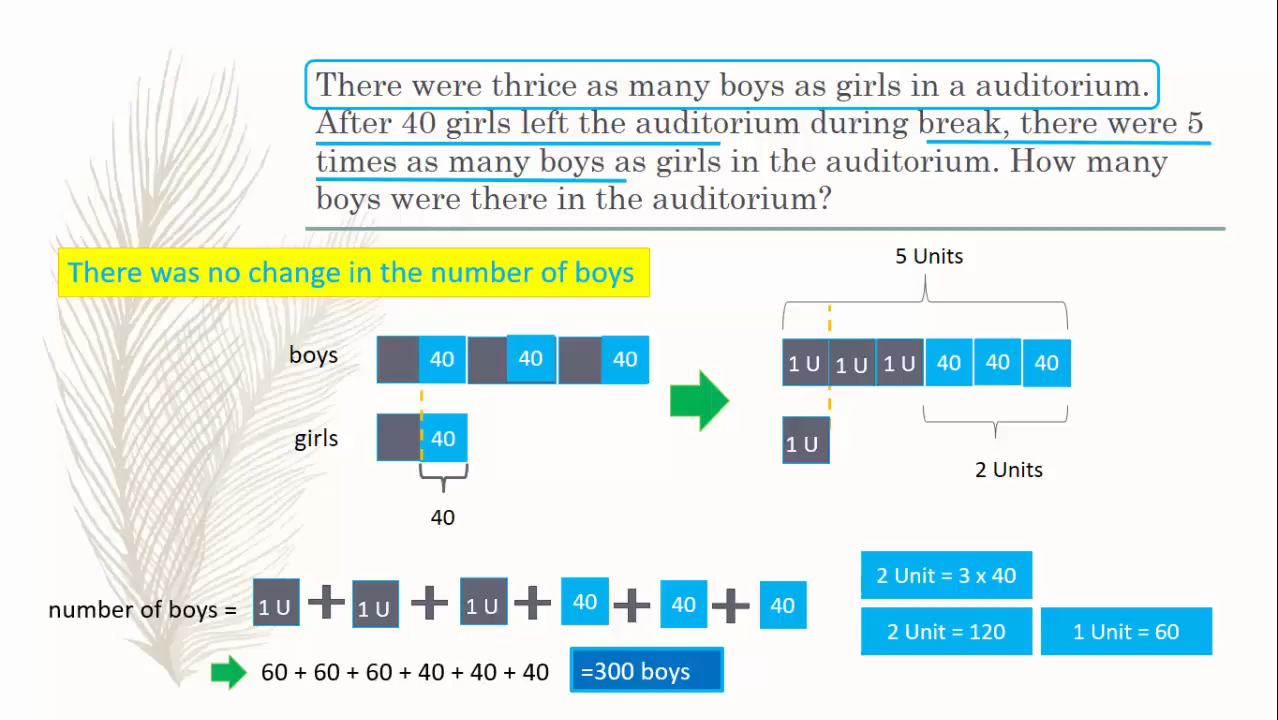 There were thrice as many boys as girls in a auditorium.
After 40 girls left the auditorium during break, there were 5
times as many boys as girls in the auditorium. How many
boys were there in the auditorium?
There was no change in the number of boys
5 Units
boys 40 40 40
1 U 1 U 1 U 40 40 40
girls 40
1 U
2 Units
40
2 Unit = 3 x 40
number of boys = 1 U + 1 U + 1 U + 40 + 40 + 40
2 Unit = 120 1 Unit = 60
60 + 60 + 60 + 40 + 40 + 40 =300 boys